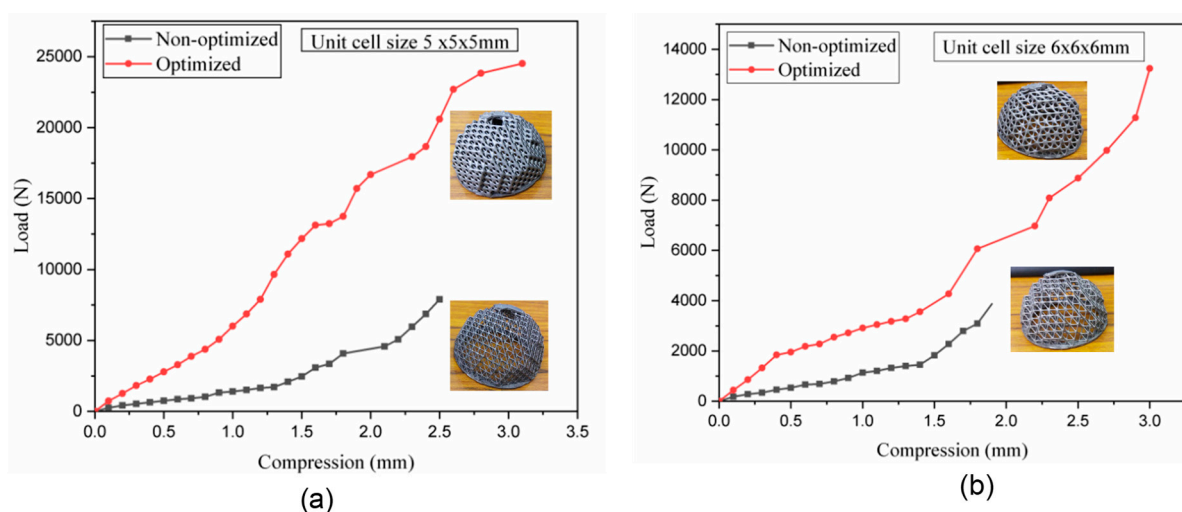 Non-optimized
Optimized
Unit cell size 5 x5x5mm
25000
20000
15000
10000
5000
0
Load (N)
0.0 0.5 1.0 1.5 2.0 2.5 3.0 3.5
Compression (mm)
(a)
Non-optimized
Optimized
Unit cell size 6x6x6mm
14000
12000
10000
8000
6000
4000
2000
0
Load (N)
0.0 0.5 1.0 1.5 2.0 2.5 3.0
Compression (mm)
(b)